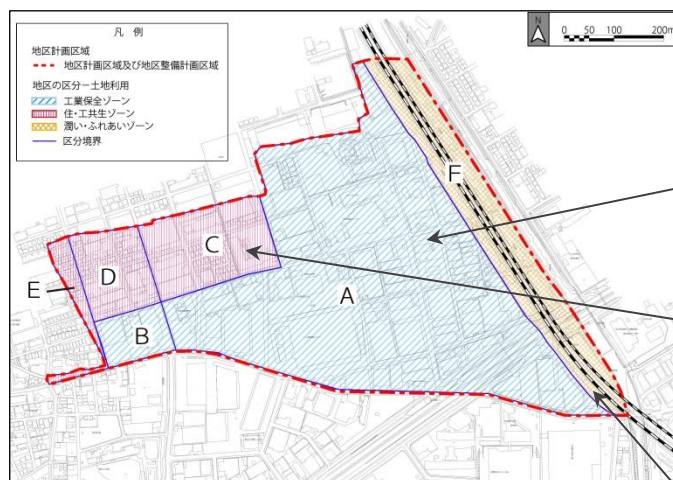 凡 例
地区計画区域
地区計画区域及び地区整備計画区域
地区の区分ー土地利用
工業保全ゾーン
住・工共生ゾーン
潤い・ふれあいゾーン
区分境界
N
0 50 100 200m
F
C
D
E
A
B